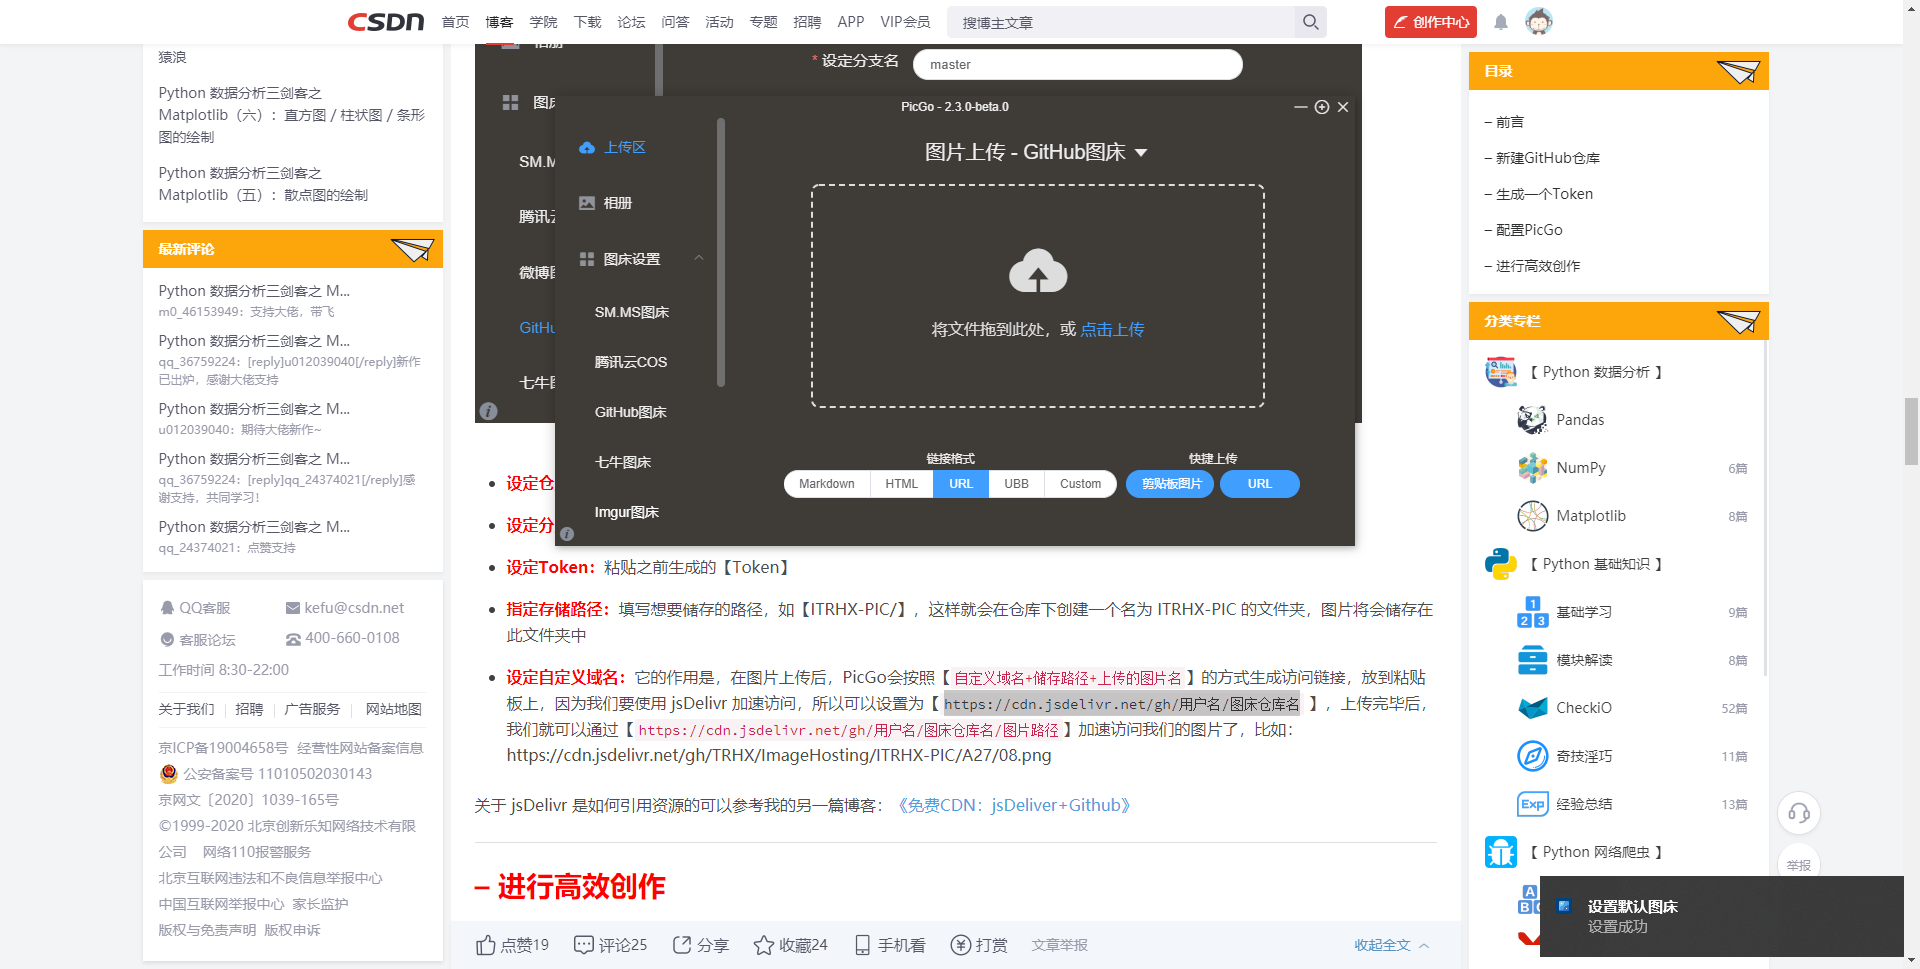 CSDN 首页 博客 学院 下载 论坛 问答 活动 专题 招聘 APP VIP会员 搜博主文章 创作中心
猿浪
Python 数据分析三剑客之
Matplotlib（六）：直方图 / 柱状图 / 条形
图的绘制
Python 数据分析三剑客之
Matplotlib（五）：散点图的绘制
最新评论
Python 数据分析三剑客之 M...
m0_46153949：支持大佬，带飞
Python 数据分析三剑客之 M...
qq_36759224：[reply]u012039040[/reply]新作
已出炉，感谢大佬支持
Python 数据分析三剑客之 M...
u012039040：期待大佬新作~
Python 数据分析三剑客之 M...
qq_36759224：[reply]qq_24374021[/reply]感
谢支持，共同学习！
Python 数据分析三剑客之 M...
qq_24374021：点赞支持
QQ客服 kefu@csdn.net
客服论坛 400-660-0108
工作时间 8:30-22:00
关于我们 招聘 广告服务 网站地图
京ICP备19004658号 经营性网站备案信息
公安备案号 11010502030143
京网文〔2020〕1039-165号
©1999-2020 北京创新乐知网络技术有限
公司 网络110报警服务
北京互联网违法和不良信息举报中心
中国互联网举报中心 家长监护
版权与免责声明 版权申诉
相册
* 设定分支名 master
图床
SM.M
腾讯云
微博图
GitHu
七牛图
PicGo - 2.3.0-beta.0
上传区
相册
图床设置
SM.MS图床
腾讯云COS
GitHub图床
七牛图床
Imgur图床
图片上传 - GitHub图床
将文件拖到此处，或 点击上传
链接格式 快捷上传
Markdown HTML URL UBB Custom 剪贴板图片 URL
设定仓
设定分
设定Token：粘贴之前生成的【Token】
指定存储路径：填写想要储存的路径，如【ITRHX-PIC/】，这样就会在仓库下创建一个名为 ITRHX-PIC 的文件夹，图片将会储存在
此文件夹中
设定自定义域名：它的作用是，在图片上传后，PicGo会按照【 自定义域名+储存路径+上传的图片名 】的方式生成访问链接，放到粘贴
板上，因为我们要使用 jsDelivr 加速访问，所以可以设置为【 https://cdn.jsdelivr.net/gh/用户名/图床仓库名 】，上传完毕后，
我们就可以通过【 https://cdn.jsdelivr.net/gh/用户名/图床仓库名/图片路径 】加速访问我们的图片了，比如：
https://cdn.jsdelivr.net/gh/TRHX/ImageHosting/ITRHX-PIC/A27/08.png
关于 jsDelivr 是如何引用资源的可以参考我的另一篇博客：《免费CDN：jsDeliver+Github》
– 进行高效创作
点赞19 评论25 分享 收藏24 手机看 打赏 文章举报 收起全文
目录
– 前言
– 新建GitHub仓库
– 生成一个Token
– 配置PicGo
– 进行高效创作
分类专栏
【 Python 数据分析 】
Pandas
NumPy 6篇
Matplotlib 8篇
【 Python 基础知识 】
基础学习 9篇
模块解读 8篇
CheckiO 52篇
奇技淫巧 11篇
Exp 经验总结 13篇
【 Python 网络爬虫 】
举报
设置默认图床
设置成功